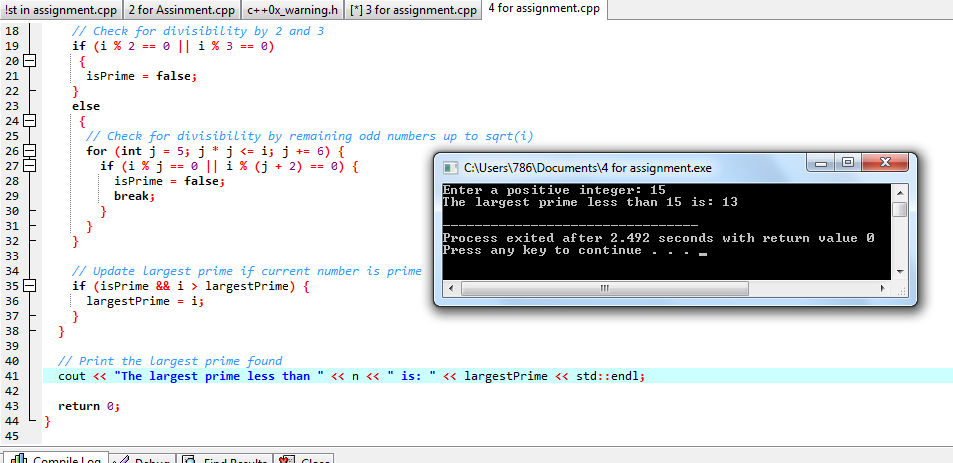 !st in assignment.cpp 2 for Assinment.cpp c++0x_warning.h [*] 3 for assignment.cpp 4 for assignment.cpp
18 // Check for divisibility by 2 and 3
19 if (i % 2 == 0 || i % 3 == 0)
20 {
21 isPrime = false;
22 }
23 else
24 {
25 // Check for divisibility by remaining odd numbers up to sqrt(i)
26 for (int j = 5; j * j <= i; j += 6) {
27 if (i % j == 0 || i % (j + 2) == 0) {
28 isPrime = false;
29 break;
30 }
31 }
32 }
33
34 // Update largest prime if current number is prime
35 if (isPrime && i > largestPrime) {
36 largestPrime = i;
37 }
38 }
39
40 // Print the largest prime found
41 cout << "The largest prime less than " << n << " is: " << largestPrime << std::endl;
42
43 return 0;
44 }
45
C:\Users\786\Documents\4 for assignment.exe
Enter a positive integer: 15
The largest prime less than 15 is: 13
--------------------------------
Process exited after 2.492 seconds with return value 0
Press any key to continue . . . _
Compile Log Debug Find Results Close